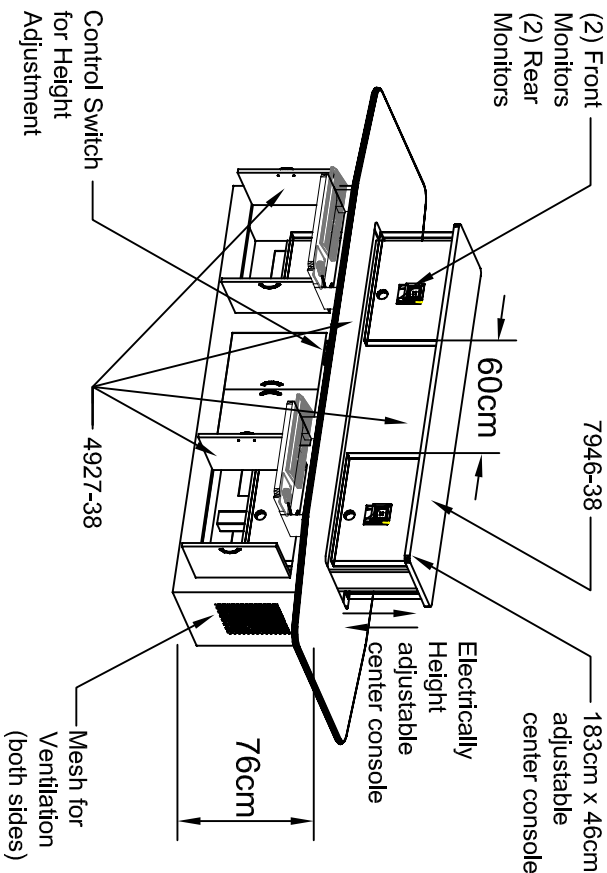 (2) Front
Monitors
(2) Rear
Monitors
7946-38
183cm x 46cm
adjustable
center console
60cm
Electrically
Height
adjustable
center console
Control Switch
for Height
Adjustment
4927-38
76cm
Mesh for
Ventilation
(both sides)